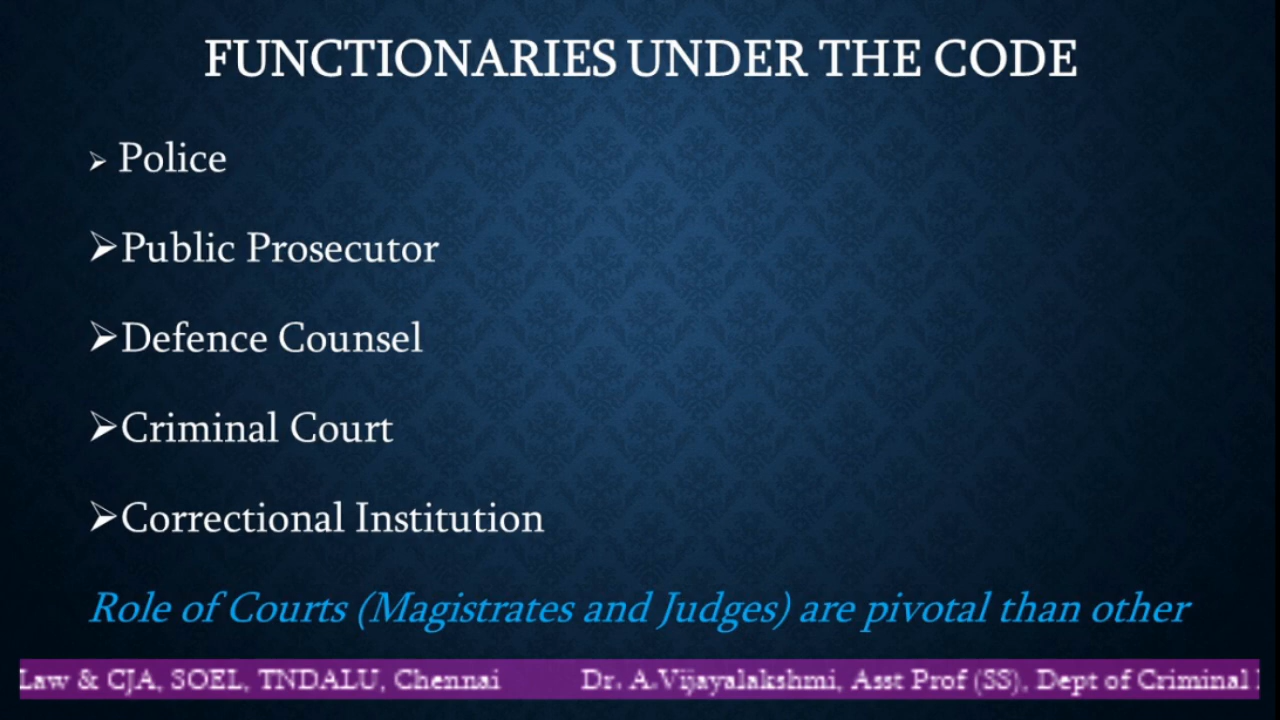 FUNCTIONARIES UNDER THE CODE
Police
Public Prosecutor
Defence Counsel
Criminal Court
Correctional Institution
Role of Courts (Magistrates and Judges) are pivotal than other
Law & CJA, SOEL, TNDALU, Chennai Dr. A.Vijayalakshmi, Asst Prof (SS), Dept of Criminal